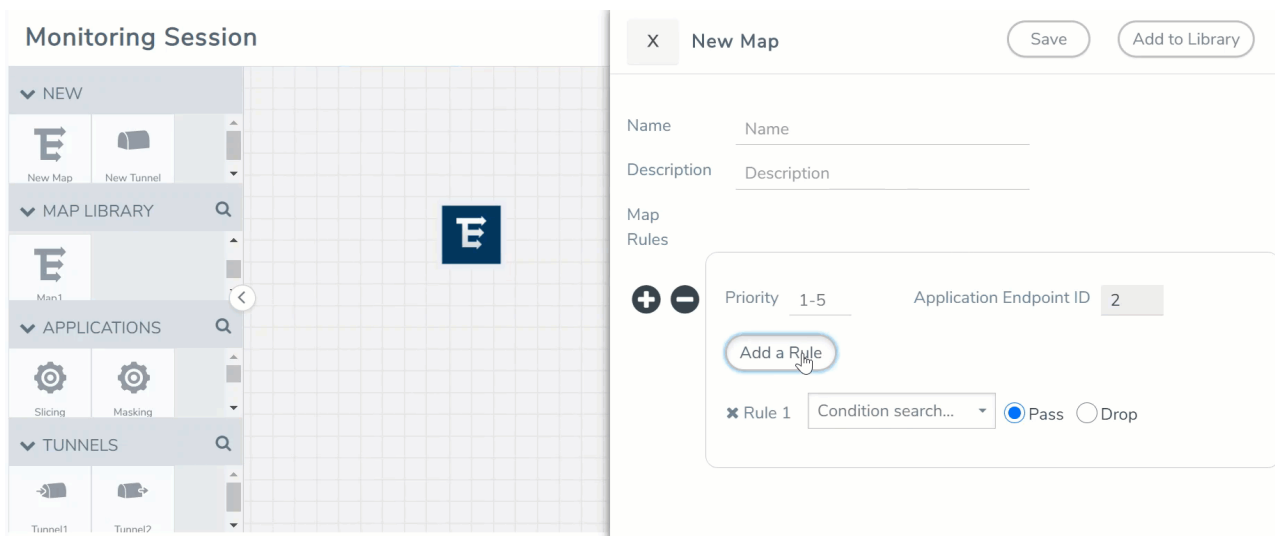 Monitoring Session
NEW
New Map New Tunnel
MAP LIBRARY
Map1
APPLICATIONS
Slicing Masking
TUNNELS
Tunnel1 Tunnel2
X New Map Save Add to Library
Name Name
Description Description
Map
Rules
Priority 1-5 Application Endpoint ID 2
Add a Rule
Rule 1 Condition search... Pass Drop